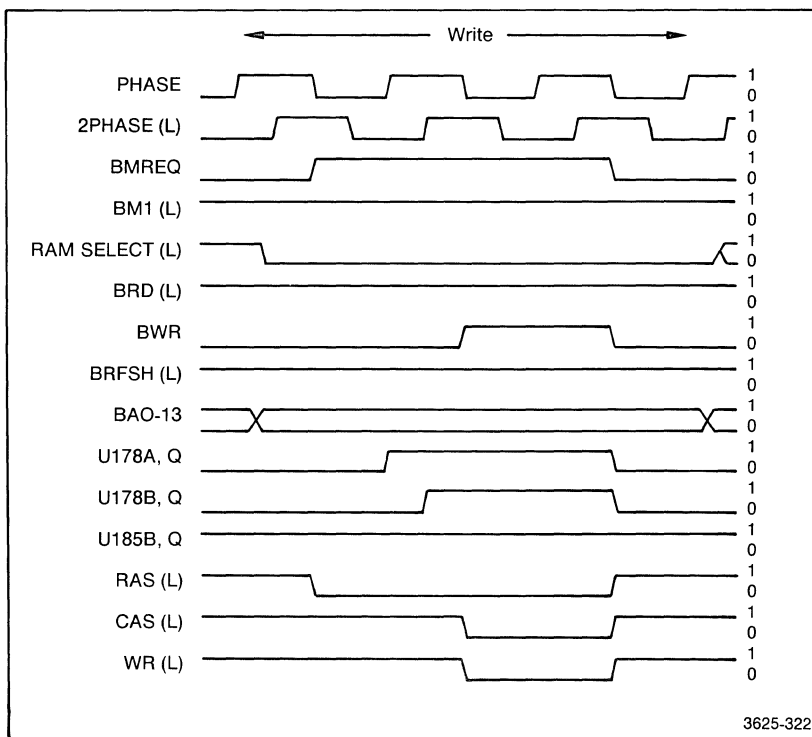 Write
PHASE 1
0
2PHASE (L) 1
0
BMREQ 1
0
BM1 (L) 1
0
RAM SELECT (L) 1
0
BRD (L) 1
0
BWR 1
0
BRFSH (L) 1
0
BAO-13 1
0
U178A, Q 1
0
U178B, Q 1
0
U185B, Q 1
0
RAS (L) 1
0
CAS (L) 1
0
WR (L) 1
0
3625-322